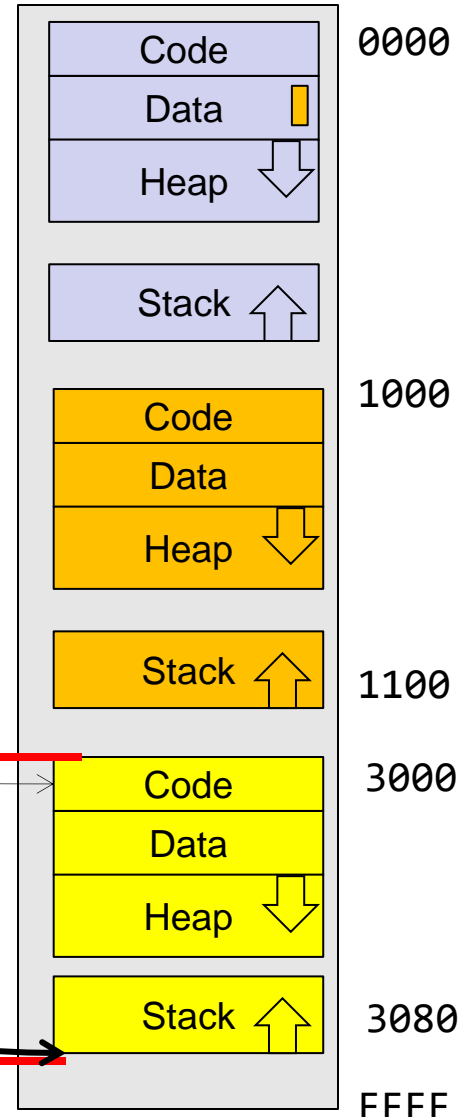 Code 0000
Data
Heap
Stack
1000
Code
Data
Heap
Stack 1100
3000
Code
Data
Heap
Stack 3080
FFFF